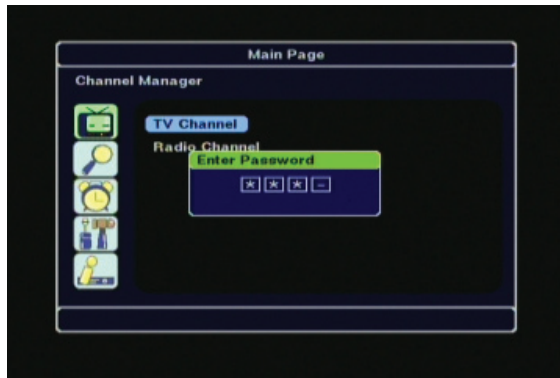 Main Page
Channel Manager
TV Channel
Radio Channel
Enter Password
* * * -